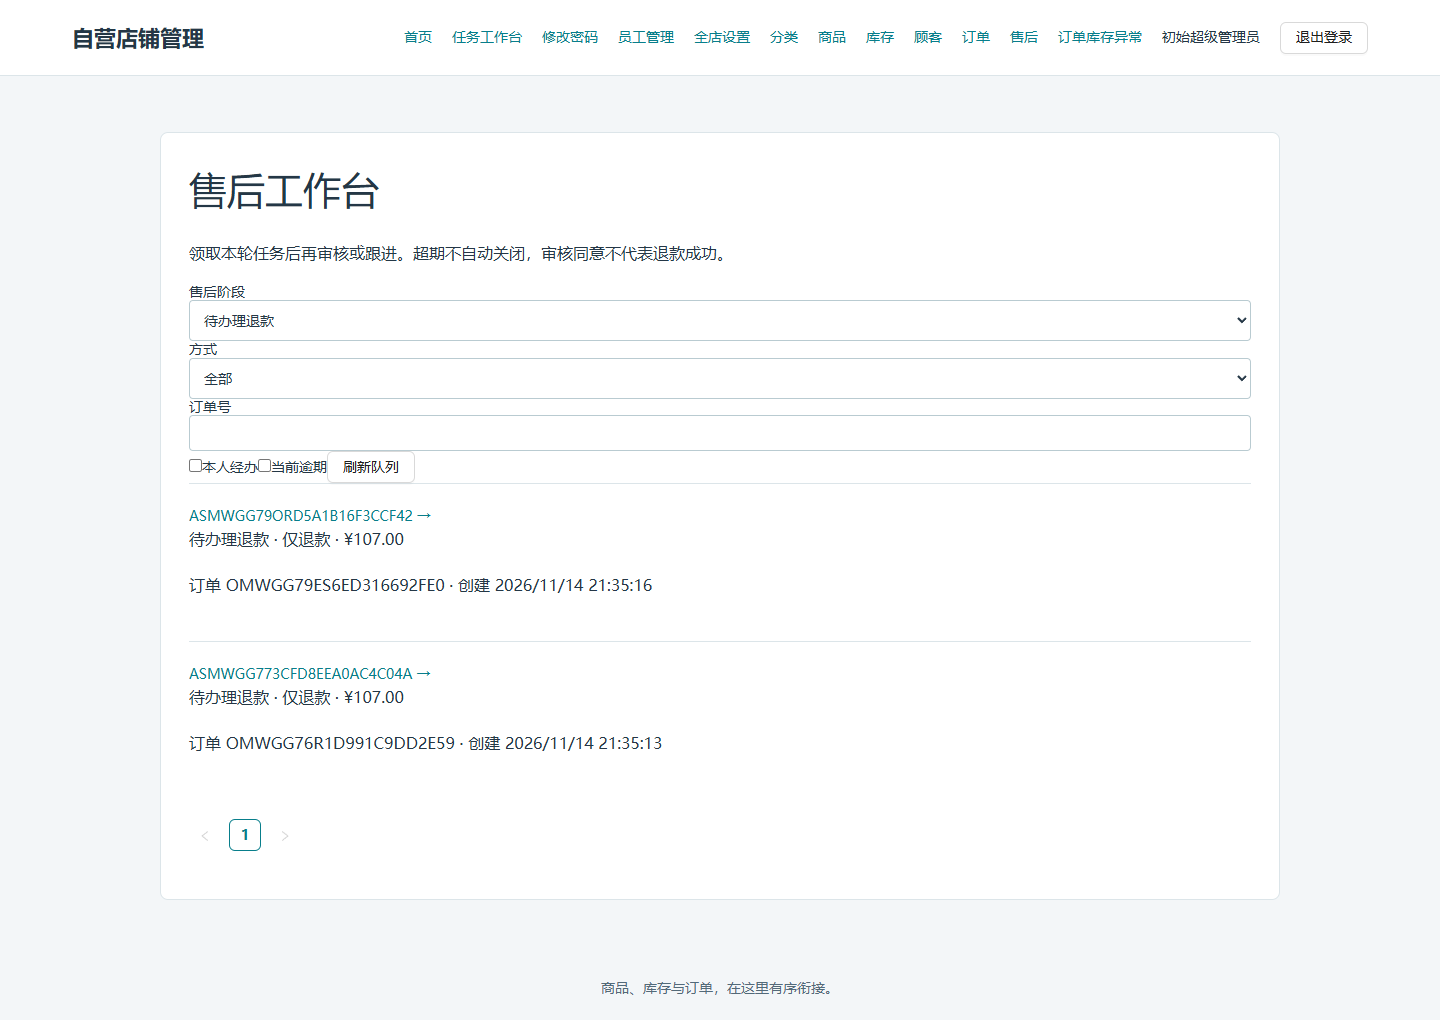 自营店铺管理
首页 任务工作台 修改密码 员工管理 全店设置 分类 商品 库存 顾客 订单 售后 订单库存异常 初始超级管理员 退出登录
售后工作台
领取本轮任务后再审核或跟进。超期不自动关闭，审核同意不代表退款成功。
售后阶段
待办理退款
方式
全部
订单号
本人经办 当前逾期 刷新队列
ASMWGG79ORD5A1B16F3CCF42 →
待办理退款 · 仅退款 · ¥107.00
订单 OMWGG79ES6ED316692FE0 · 创建 2026/11/14 21:35:16
ASMWGG773CFD8EEA0AC4C04A →
待办理退款 · 仅退款 · ¥107.00
订单 OMWGG76R1D991C9DD2E59 · 创建 2026/11/14 21:35:13
< 1 >
商品、库存与订单，在这里有序衔接。